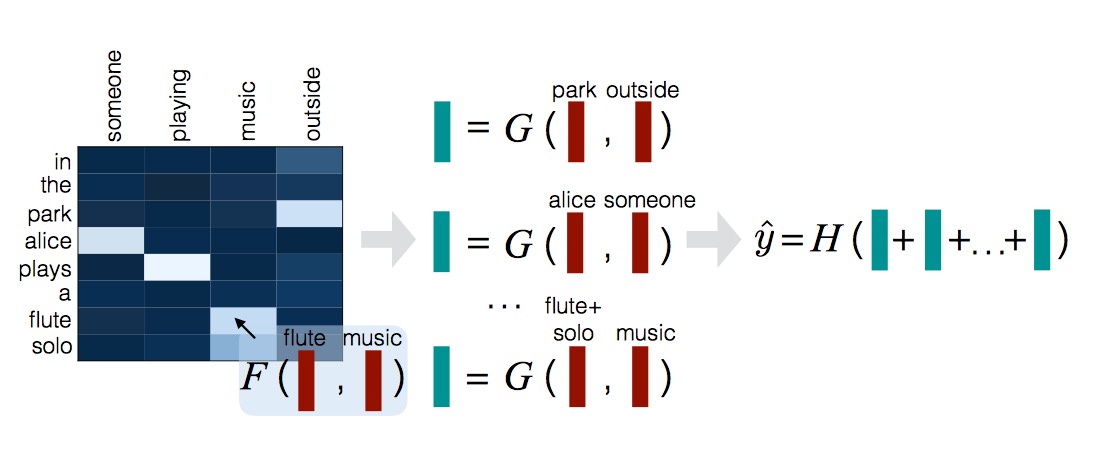 someone
playing
music
outside
in
the
park
alice
plays
a
flute
solo
flute music
F ( , )
park outside
= G ( , )
alice someone
= G ( , )
... flute+
solo music
= G ( , )
ŷ = H ( + +...+ )